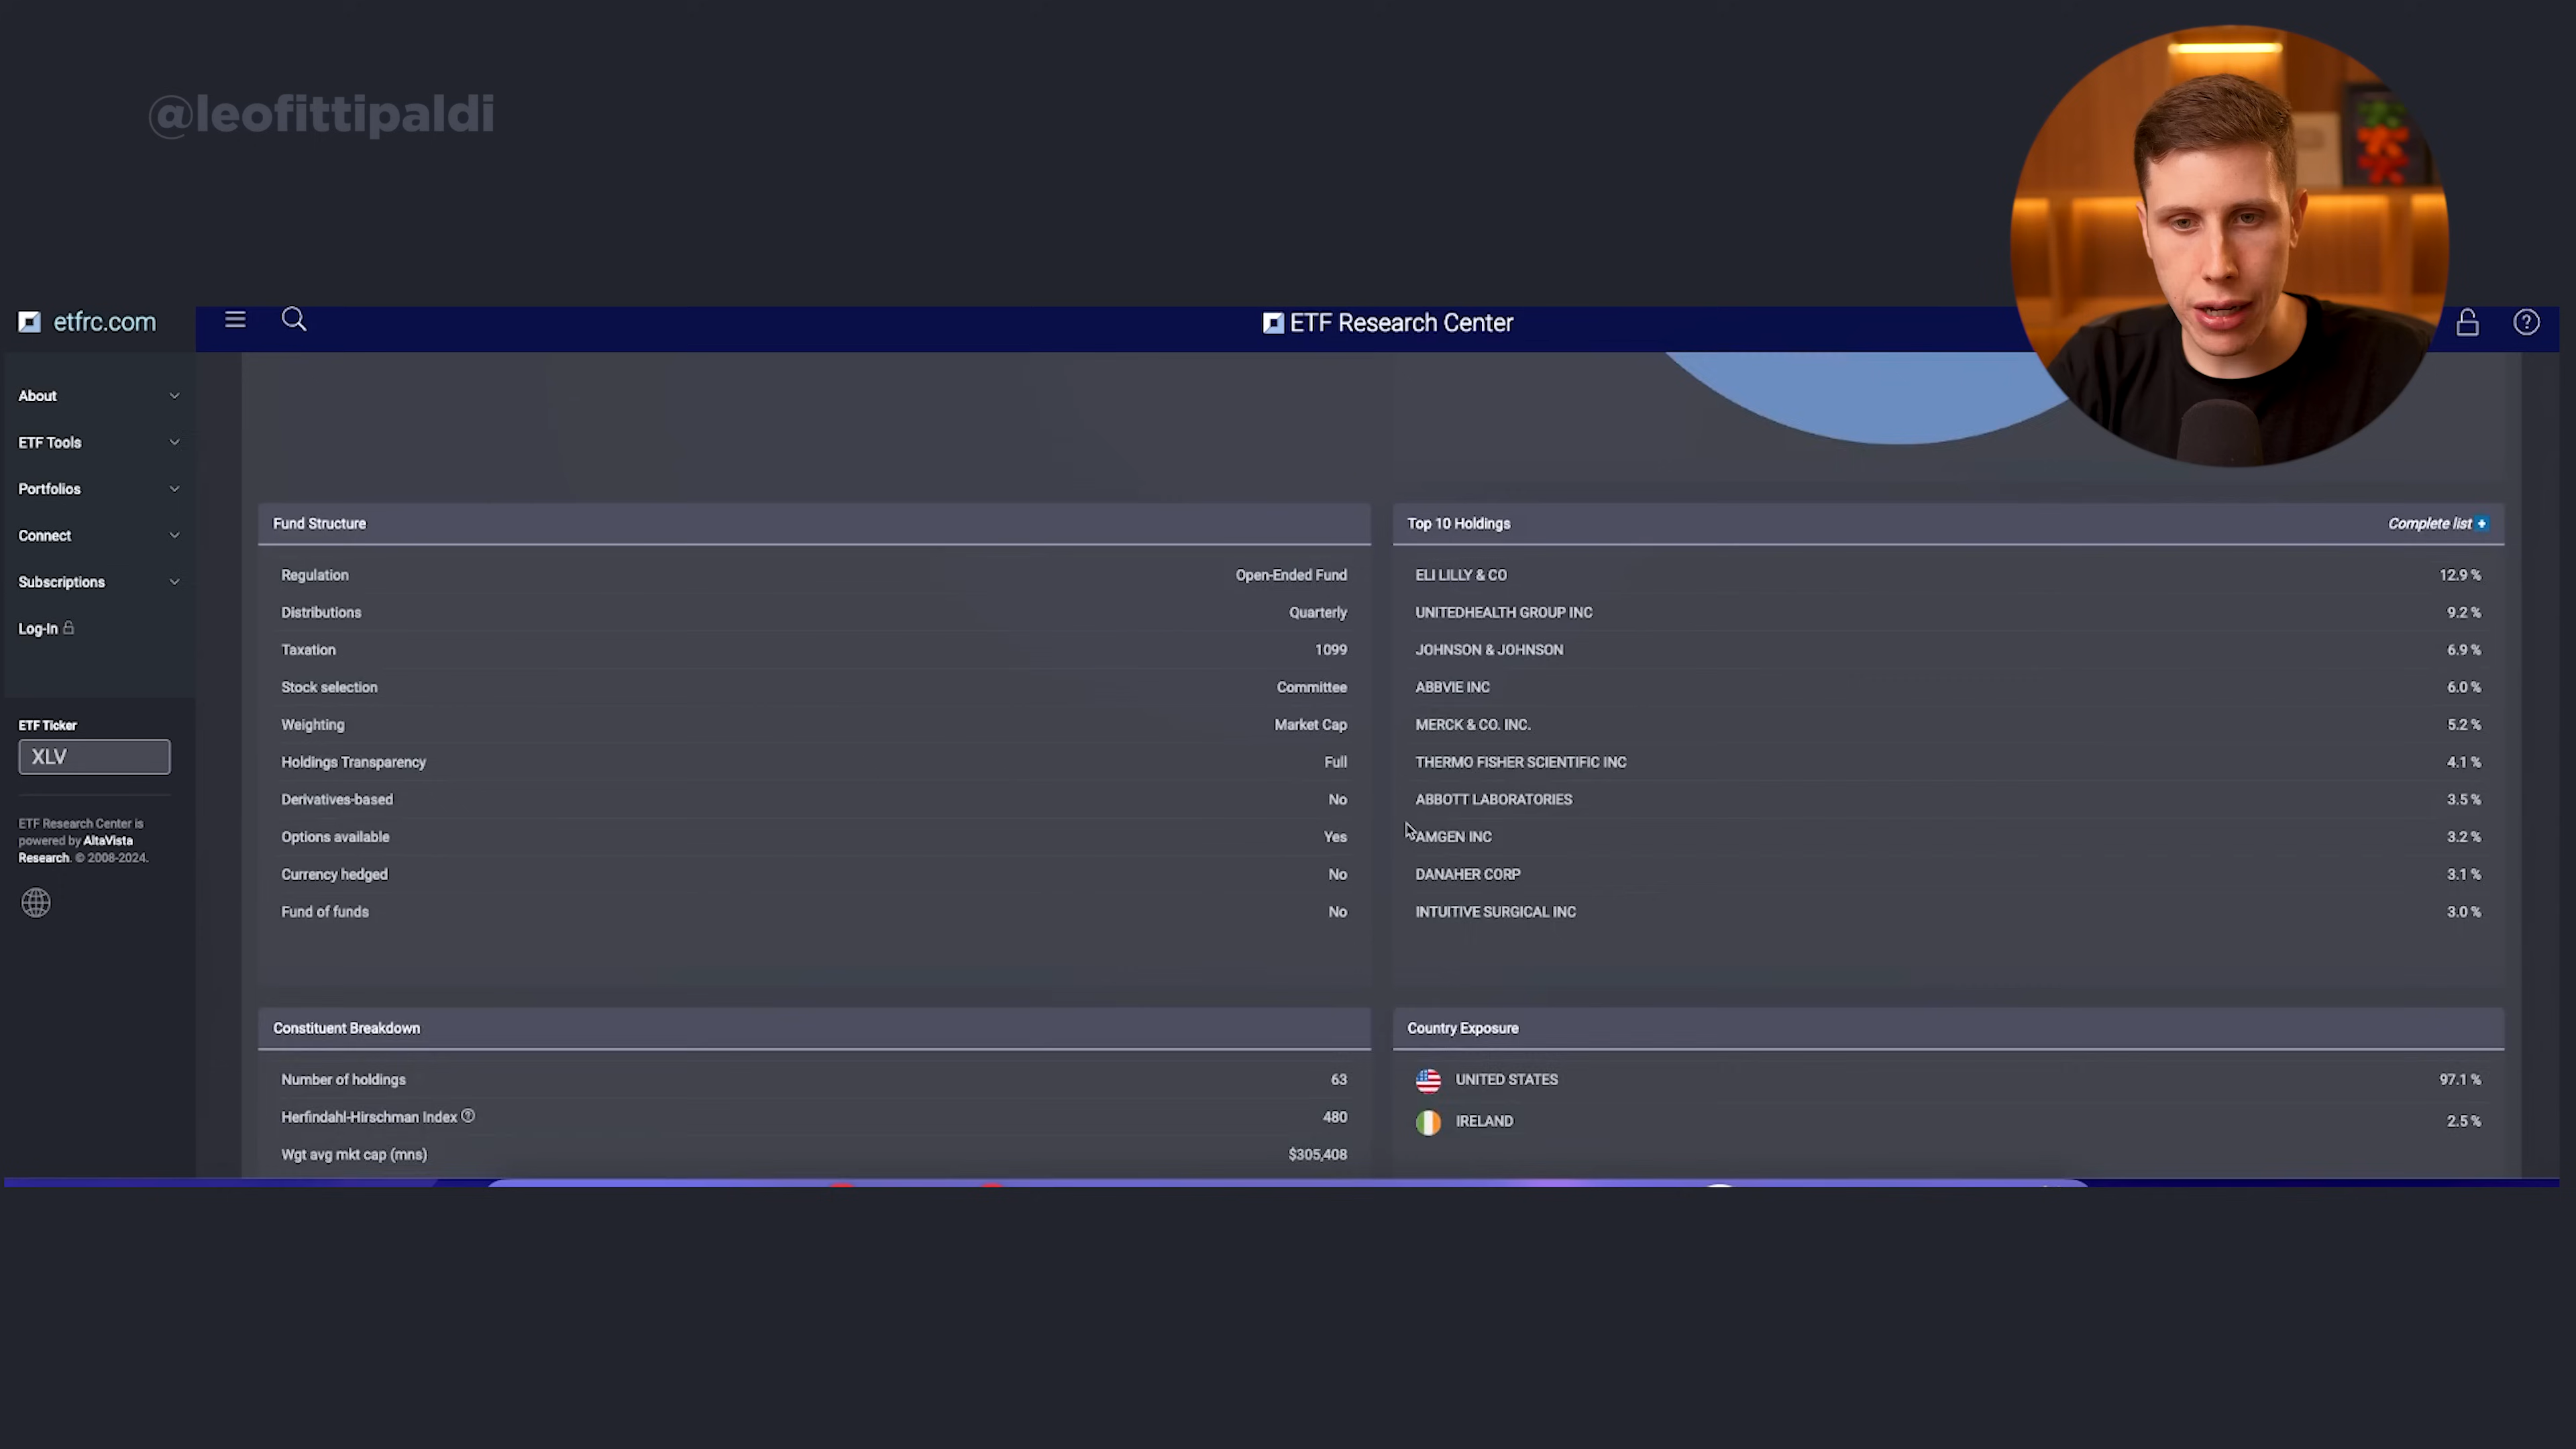 @leofittipaldi
etfrc.com
ETF Research Center
About
ETF Tools
Portfolios
Connect
Subscriptions
Log-In
ETF Ticker
XLV
ETF Research Center is
powered by AltaVista
Research. © 2008-2024.
Fund Structure
Regulation Open-Ended Fund
Distributions Quarterly
Taxation 1099
Stock selection Committee
Weighting Market Cap
Holdings Transparency Full
Derivatives-based No
Options available Yes
Currency hedged No
Fund of funds No
Top 10 Holdings Complete list +
ELI LILLY & CO 12.9 %
UNITEDHEALTH GROUP INC 9.2 %
JOHNSON & JOHNSON 6.9 %
ABBVIE INC 6.0 %
MERCK & CO. INC. 5.2 %
THERMO FISHER SCIENTIFIC INC 4.1 %
ABBOTT LABORATORIES 3.5 %
AMGEN INC 3.2 %
DANAHER CORP 3.1 %
INTUITIVE SURGICAL INC 3.0 %
Constituent Breakdown
Number of holdings 63
Herfindahl-Hirschman Index ? 480
Wgt avg mkt cap (mns) $305,408
Country Exposure
UNITED STATES 97.1 %
IRELAND 2.5 %